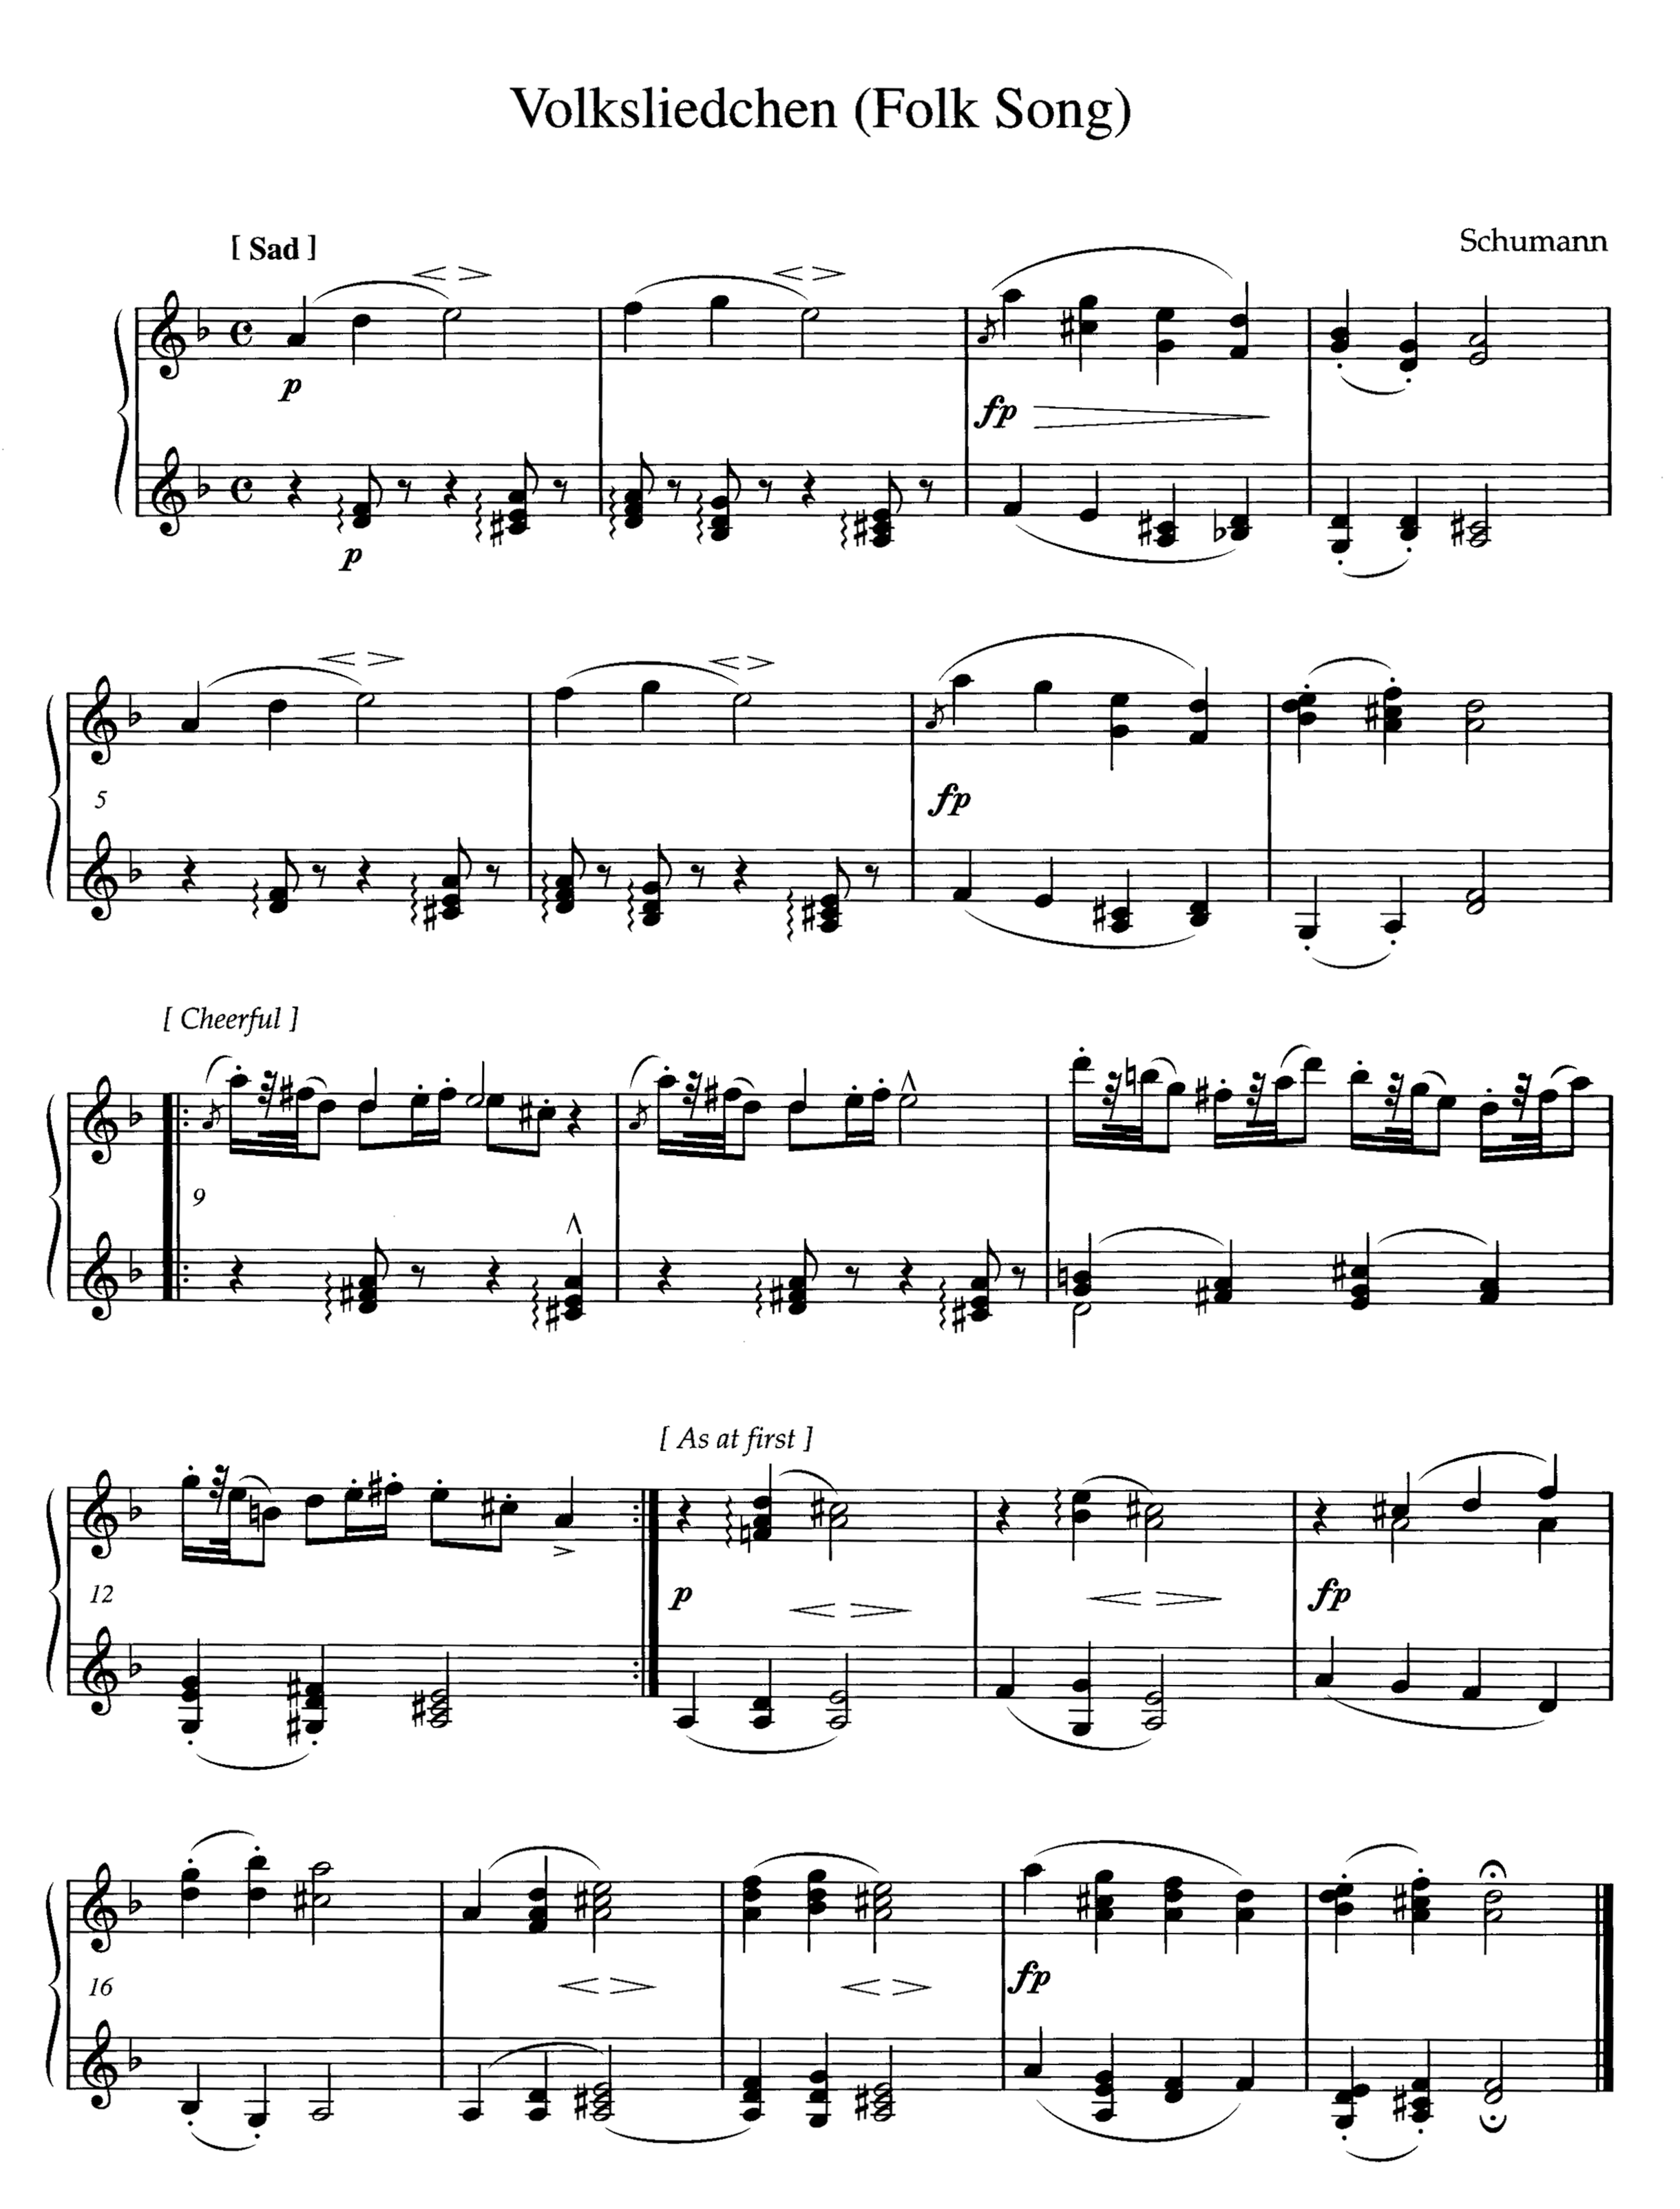 Volksliedchen (Folk Song)
[ Sad ]
Schumann
p
fp
p
5
fp
[ Cheerful ]
9
[ As at first ]
12
p
fp
16
fp